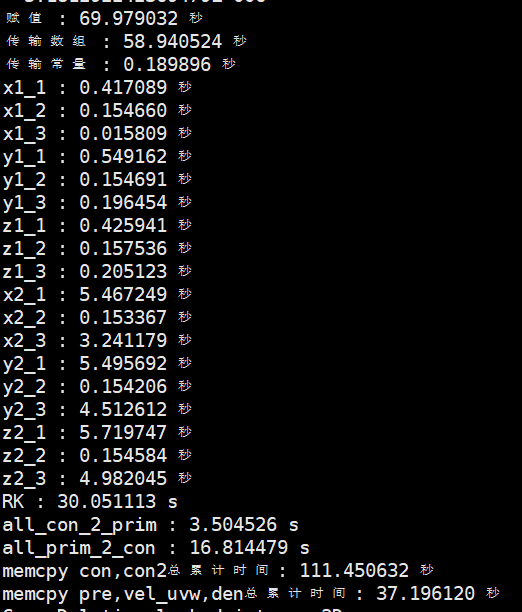 赋值 : 69.979032 秒
传输数组 : 58.940524 秒
传输常量 : 0.189896 秒
x1_1 : 0.417089 秒
x1_2 : 0.154660 秒
x1_3 : 0.015809 秒
y1_1 : 0.549162 秒
y1_2 : 0.154691 秒
y1_3 : 0.196454 秒
z1_1 : 0.425941 秒
z1_2 : 0.157536 秒
z1_3 : 0.205123 秒
x2_1 : 5.467249 秒
x2_2 : 0.153367 秒
x2_3 : 3.241179 秒
y2_1 : 5.495692 秒
y2_2 : 0.154206 秒
y2_3 : 4.512612 秒
z2_1 : 5.719747 秒
z2_2 : 0.154584 秒
z2_3 : 4.982045 秒
RK : 30.051113 s
all_con_2_prim : 3.504526 s
all_prim_2_con : 16.814479 s
memcpy con,con2总累计时间 : 111.450632 秒
memcpy pre,vel_uvw,den总累计时间 : 37.196120 秒